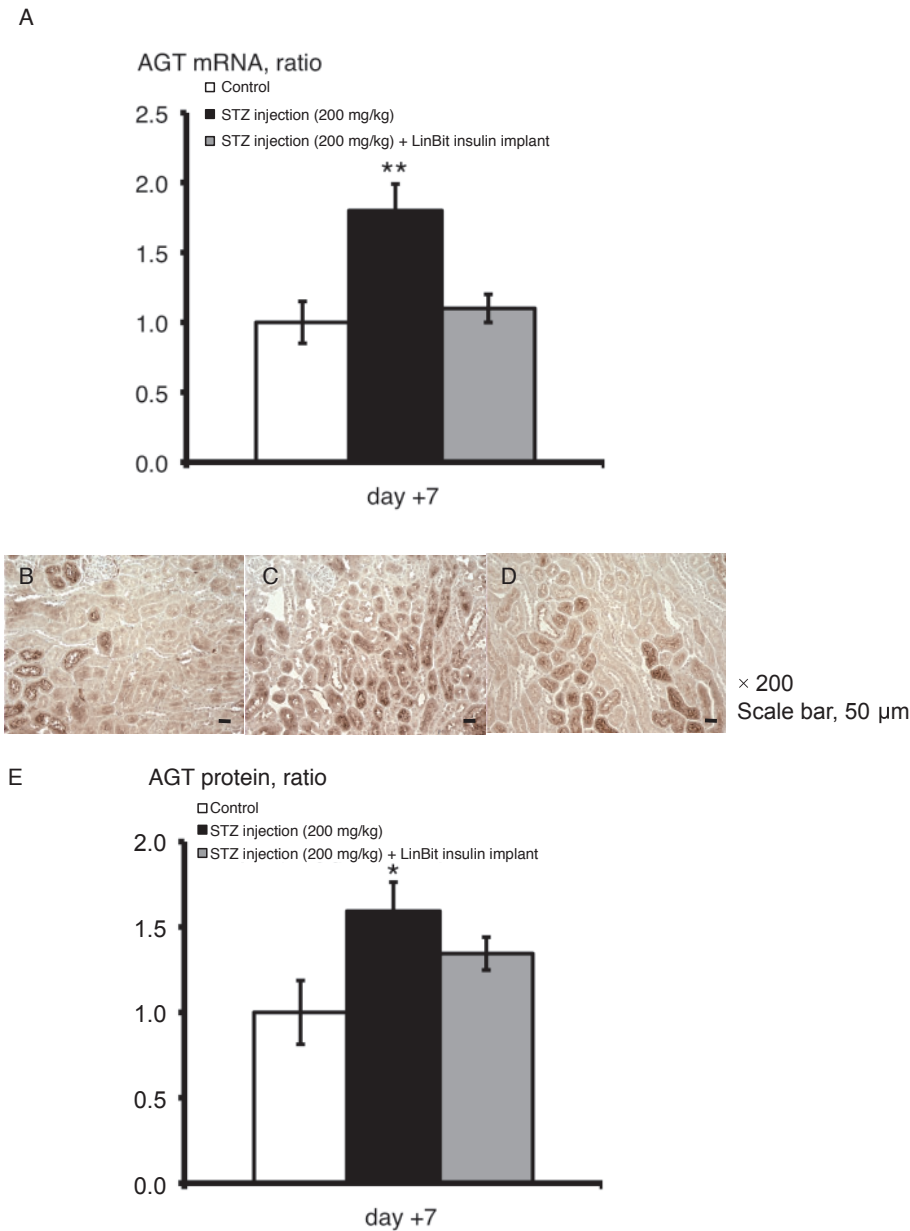 A
AGT mRNA, ratio
Control
STZ injection (200 mg/kg)
STZ injection (200 mg/kg) + LinBit insulin implant
2.5
**
2.0
1.5
1.0
0.5
0.0
day +7
B
C
D
× 200
Scale bar, 50 µm
E
AGT protein, ratio
Control
STZ injection (200 mg/kg)
STZ injection (200 mg/kg) + LinBit insulin implant
2.0
*
1.5
1.0
0.5
0.0
day +7